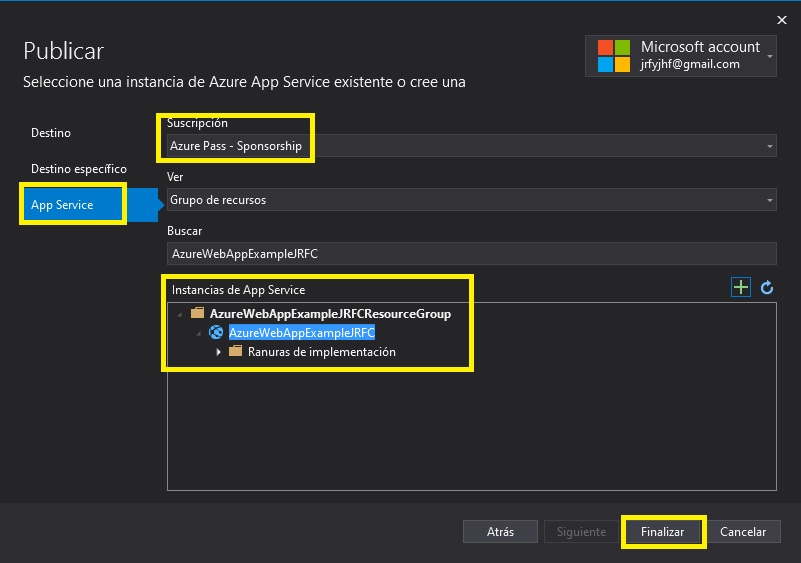 Publicar
Seleccione una instancia de Azure App Service existente o cree una
Microsoft account
jrfyjhf@gmail.com
Destino
Destino específico
App Service
Suscripción
Azure Pass - Sponsorship
Ver
Grupo de recursos
Buscar
AzureWebAppExampleJRFC
Instancias de App Service
AzureWebAppExampleJRFCResourceGroup
AzureWebAppExampleJRFC
Ranuras de implementación
Atrás
Siguiente
Finalizar
Cancelar